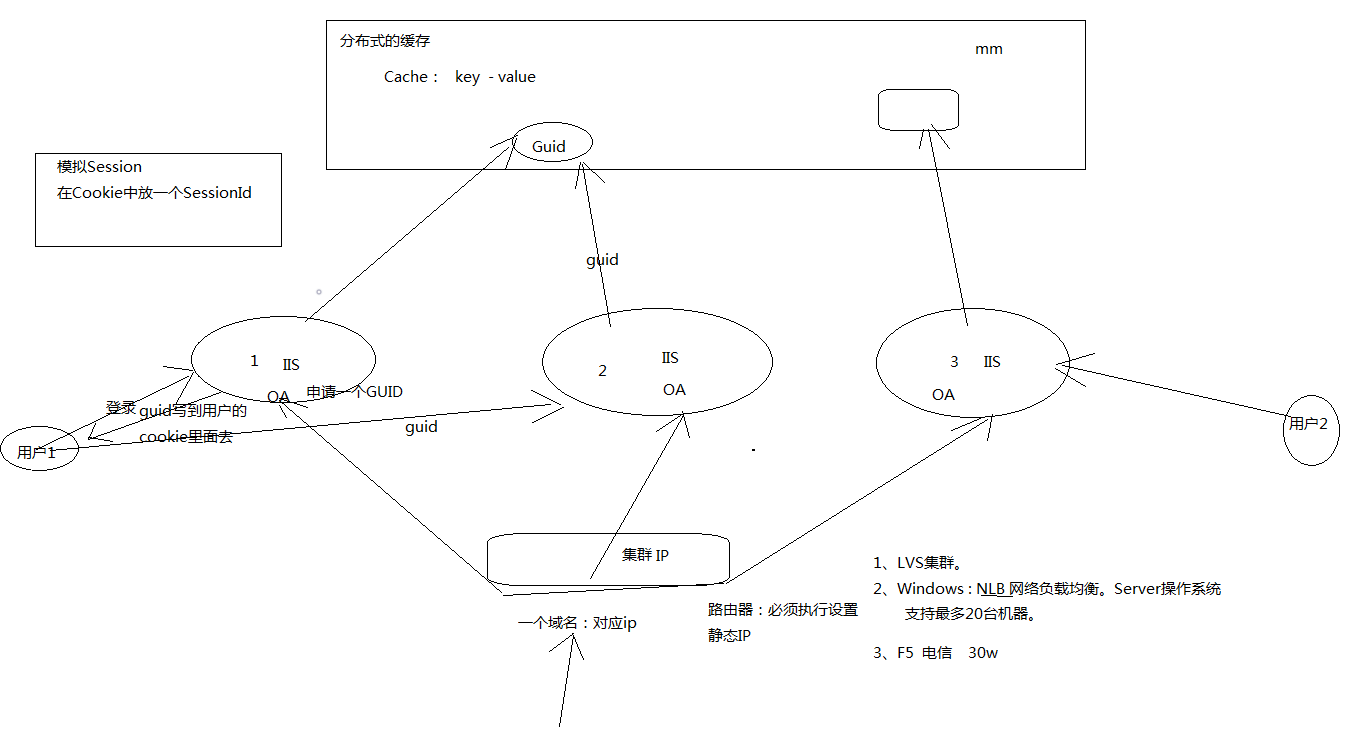 分布式的缓存
mm
Cache： key - value
Guid
模拟Session
在Cookie中放一个SessionId
guid
1 IIS
OA
申请一个GUID
2
IIS
OA
3 IIS
OA
登录
guid写到用户的
cookie里面去
guid
用户1
用户2
集群 IP
一个域名：对应ip
路由器：必须执行设置
静态IP
1、LVS集群。
2、Windows : NLB 网络负载均衡。Server操作系统
支持最多20台机器。
3、F5 电信 30w